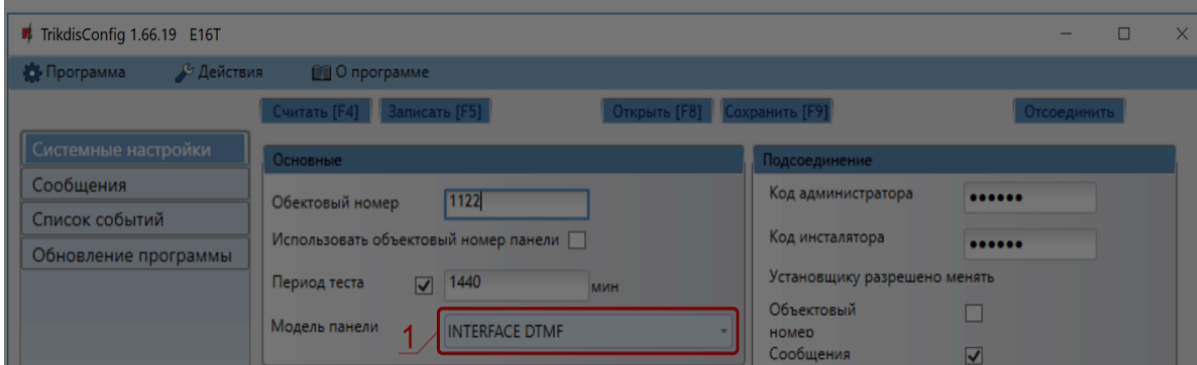 TrikdisConfig 1.66.19 E16T
Программа Действия О программе
Считать [F4] Записать [F5] Открыть [F8] Сохранить [F9] Отсоединить
Системные настройки
Сообщения
Список событий
Обновление программы
Основные
Обектовый номер 1122
Использовать объектовый номер панели
Период теста 1440 мин
Модель панели 1 INTERFACE DTMF
Подсоединение
Код администратора ••••••
Код инсталятора ••••••
Установщику разрешено менять
Объектовый
номер
Сообщения